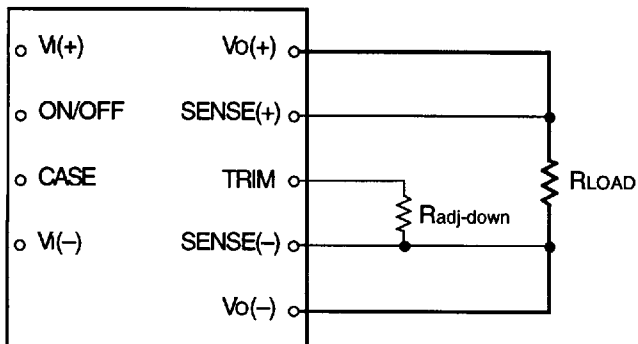 VI(+) VO(+)
ON/OFF SENSE(+)
CASE TRIM RLOAD
Radj-down
VI(–) SENSE(–)
VO(–)